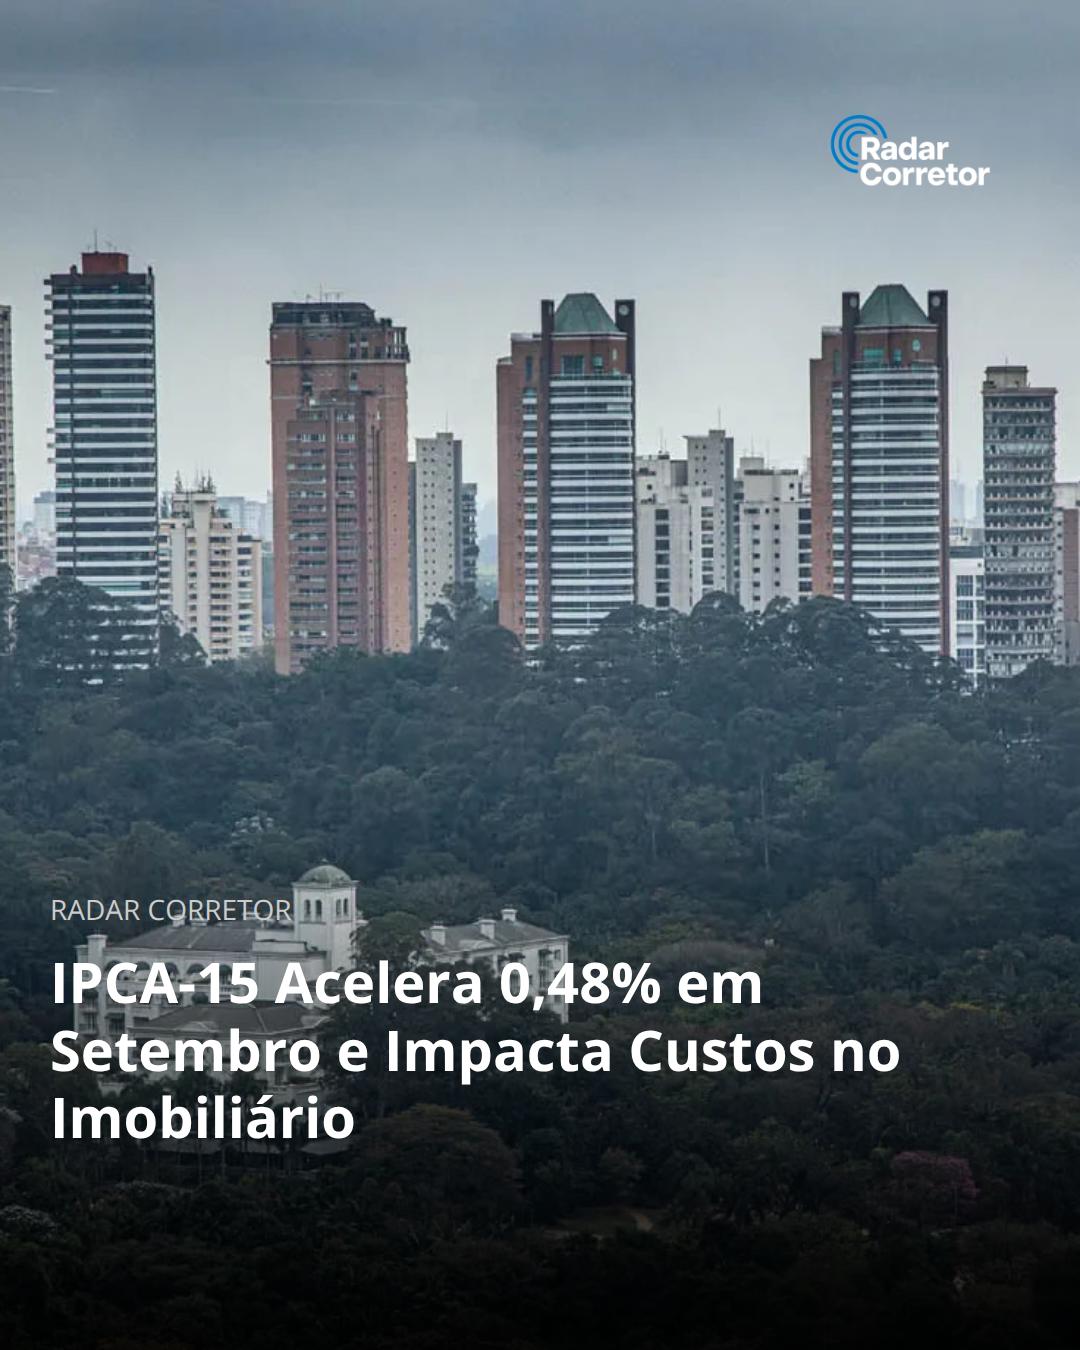 Radar
Corretor
RADAR CORRETOR
IPCA-15 Acelera 0,48% em
Setembro e Impacta Custos no
Imobiliário